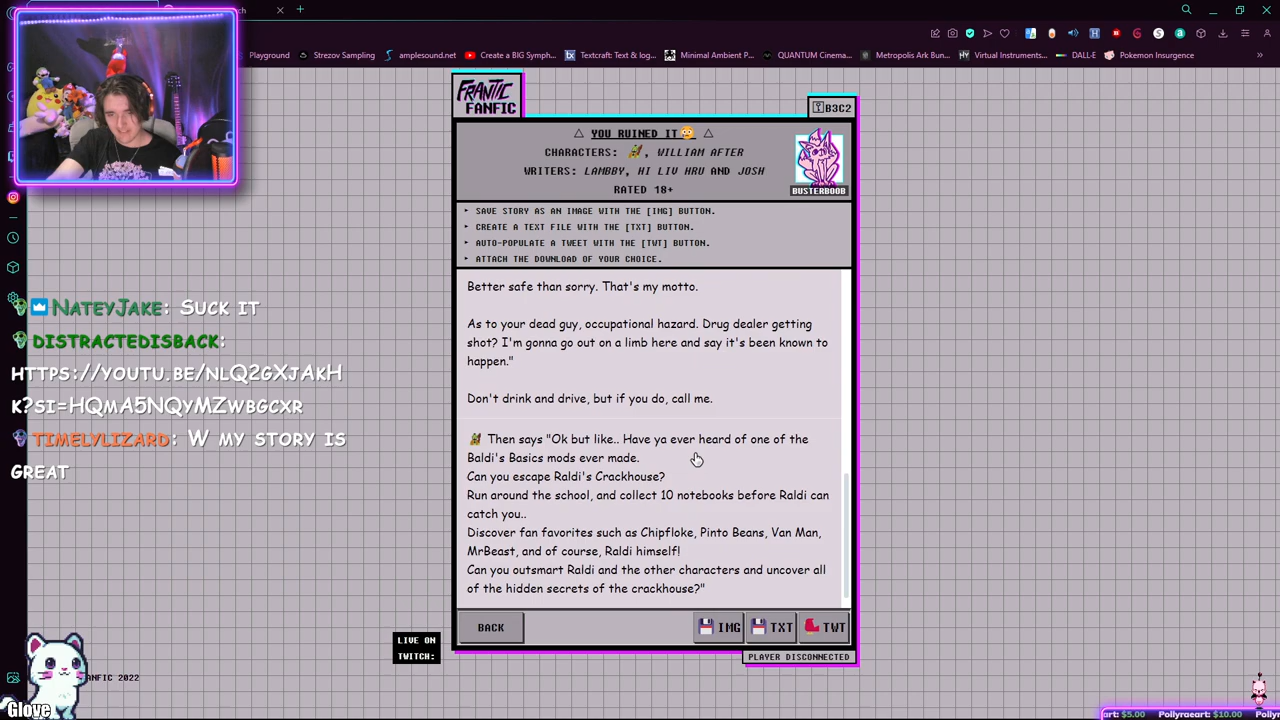 ch
Playground
Strezov Sampling
amplesound.net
Create a BIG Symph...
Textcraft: Text & log...
Minimal Ambient P...
QUANTUM Cinema...
Metropolis Ark Bun...
Virtual Instruments...
DALL-E
Pokemon Insurgence
FRANTIC
FANFIC
B3C2
△ YOU RUINED IT △
CHARACTERS: , WILLIAM AFTER
WRITERS: LAMBBY, HI LIV HRU AND JOSH
RATED 18+
BUSTERBOOB
SAVE STORY AS AN IMAGE WITH THE [IMG] BUTTON.
CREATE A TEXT FILE WITH THE [TXT] BUTTON.
AUTO-POPULATE A TWEET WITH THE [TWT] BUTTON.
ATTACH THE DOWNLOAD OF YOUR CHOICE.
Better safe than sorry. That's my motto.
As to your dead guy, occupational hazard. Drug dealer getting
shot? I'm gonna go out on a limb here and say it's been known to
happen."
Don't drink and drive, but if you do, call me.
Then says "Ok but like.. Have ya ever heard of one of the
Baldi's Basics mods ever made.
Can you escape Raldi's Crackhouse?
Run around the school, and collect 10 notebooks before Raldi can
catch you..
Discover fan favorites such as Chipfloke, Pinto Beans, Van Man,
MrBeast, and of course, Raldi himself!
Can you outsmart Raldi and the other characters and uncover all
of the hidden secrets of the crackhouse?"
BACK
IMG
TXT
TWT
PLAYER DISCONNECTED
LIVE ON
TWITCH:
NateyJake: Suck it
DISTRACTEDISBACK:
HTTPS://YOUTU.BE/NLQ2GXJAKH
K?SI=HQMA5NQYMZWBGCXR
TIMELYLIZARD: W MY STORY IS
GREAT
ANFIC 2022
Glove
art: $5.00
Pollyraeart: $10.00